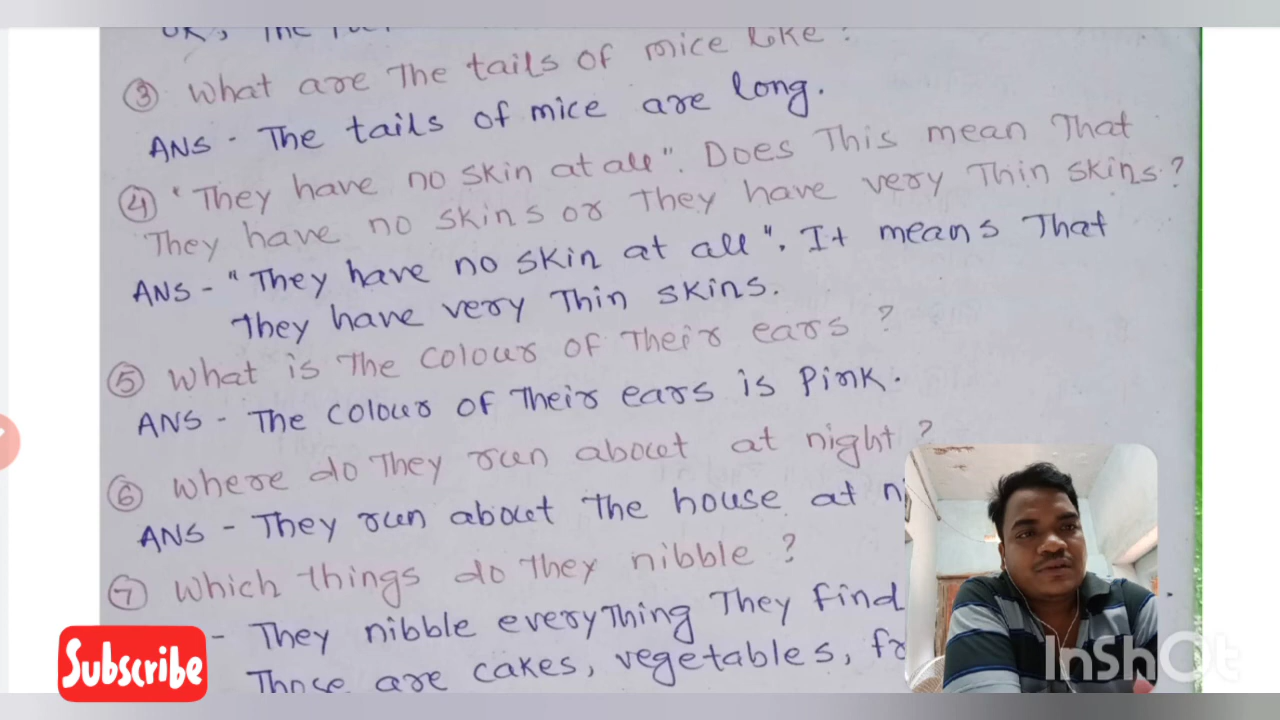 ③ What are The tails of mice like?
ANS - The tails of mice are long.
④ "They have no skin at all". Does This mean That
They have no skins or They have very Thin skins?
ANS - "They have no skin at all". It means That
They have very Thin skins.
⑤ What is The colour of Their ears?
ANS - The colour of Their ears is Pink.
⑥ Where do They run about at night?
ANS - They run about The house at
⑦ Which things do They nibble?
- They nibble everyThing They find
Those are cakes, vegetables,
Subscribe
InShOt